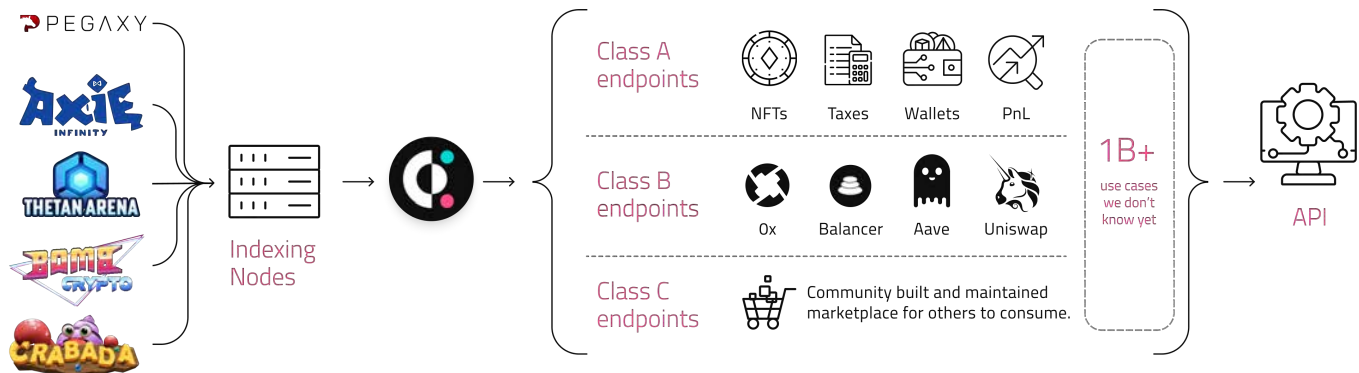 PEGAXY
AXIE
INFINITY
THETAN ARENA
BOMB
CRYPTO
CRABADA
Indexing
Nodes
Class A
endpoints
NFTs
Taxes
Wallets
PnL
Class B
endpoints
0x
Balancer
Aave
Uniswap
Class C
endpoints
Community built and maintained
marketplace for others to consume.
1B+
use cases
we don't
know yet
API